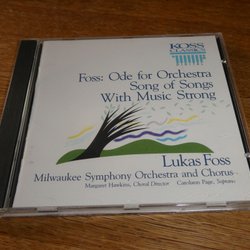 KOSS
CLASSICS
Foss: Ode for Orchestra
Song of Songs
With Music Strong
Lukas Foss
Milwaukee Symphony Orchestra and Chorus
Margaret Hawkins, Choral Director Carolann Page, Soprano